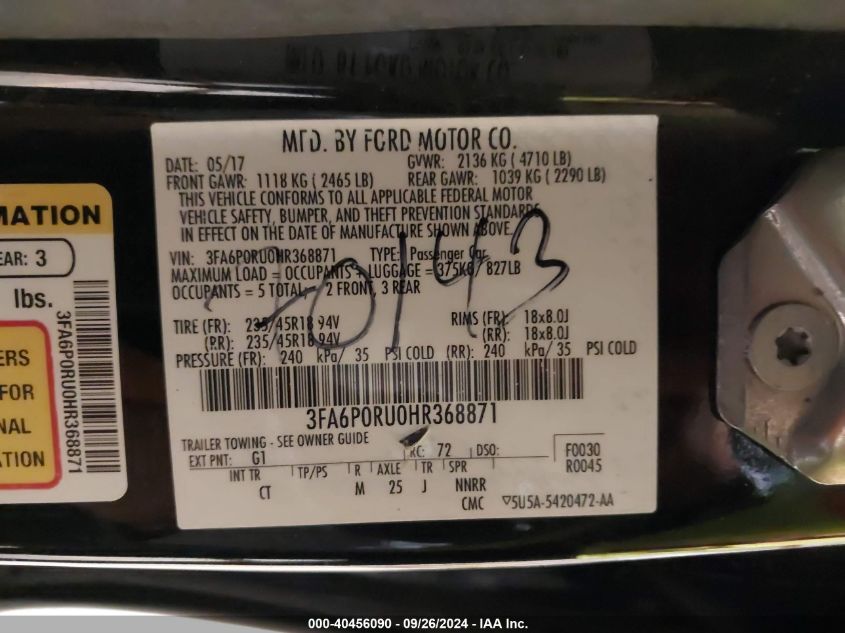 MFD. BY FORD MOTOR CO.
DATE: 05/17 GVWR: 2136 KG ( 4710 LB)
FRONT GAWR: 1118 KG ( 2465 LB) REAR GAWR: 1039 KG ( 2290 LB)
THIS VEHICLE CONFORMS TO ALL APPLICABLE FEDERAL MOTOR
VEHICLE SAFETY, BUMPER, AND THEFT PREVENTION STANDARDS
IN EFFECT ON THE DATE OF MANUFACTURE SHOWN ABOVE.
VIN: 3FA6P0RU0HR368871 TYPE: Passenger Car
MAXIMUM LOAD = OCCUPANTS + LUGGAGE = 375KG/ 827LB
OCCUPANTS = 5 TOTAL, 2 FRONT, 3 REAR
20143
TIRE (FR): 235/45R18 94V RIMS (FR): 18x8.0J
(RR): 235/45R18 94V (RR): 18x8.0J
PRESSURE (FR): 240 kPa/ 35 PSI COLD (RR): 240 kPa/ 35 PSI COLD
3FA6P0RU0HR368871
TRAILER TOWING - SEE OWNER GUIDE
EXT PNT: G1 RC: 72 DSO: F0030
R0045
INT TR TP/PS R AXLE TR SPR
CT M 25 J NNRR
CMC ▽5U5A-5420472-AA
MATION
EAR: 3
lbs.
ERS
FOR
NAL
TION
3FA6P0RU0HR368871
000-40456090 - 09/26/2024 - IAA Inc.